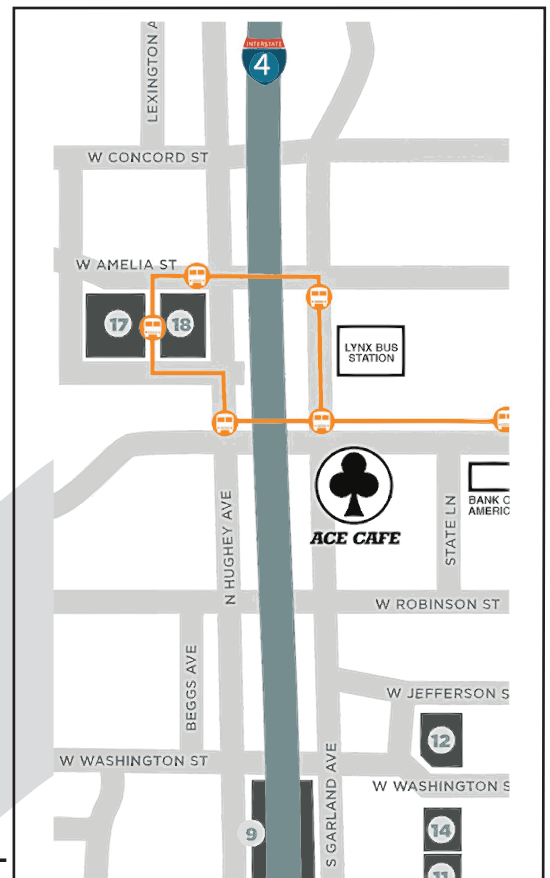 LEXINGTON A
INTERSTATE
4
W CONCORD ST
W AMELIA ST
17
18
LYNX BUS
STATION
ACE CAFE
BANK O
AMERIC
STATE LN
N HUGHEY AVE
W ROBINSON ST
BEGGS AVE
W JEFFERSON S
12
W WASHINGTON ST
W WASHINGTON S
S GARLAND AVE
9
14
11